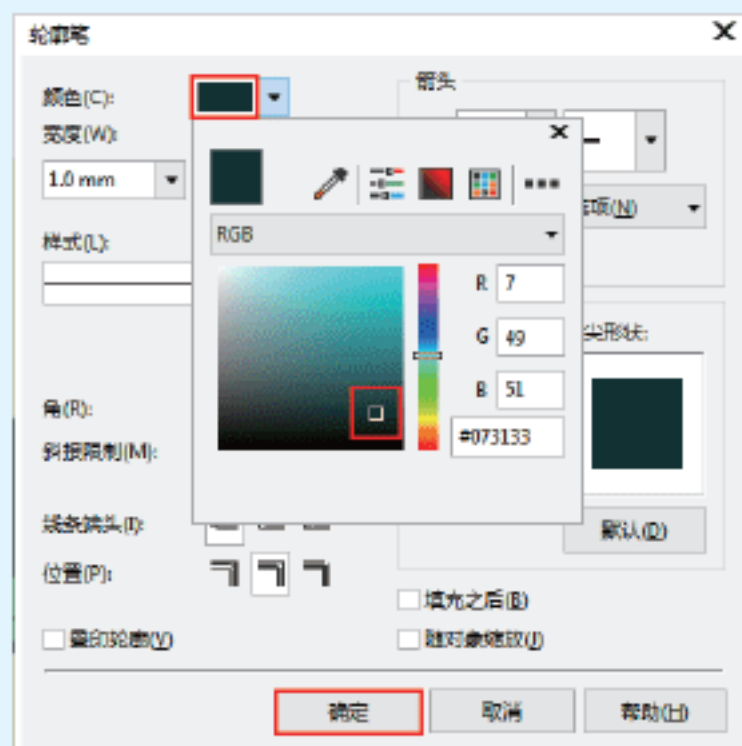 轮廓笔
颜色(C):
箭头
宽度(W):
1.0 mm
RGB
项(N)
样式(L):
R 7
G 49
尖形状:
B 51
角(R):
#073133
斜接限制(M):
线条端头(I):
默认(D)
位置(P):
填充之后(B)
叠印轮廓(V)
随对象缩放(J)
确定
取消
帮助(H)